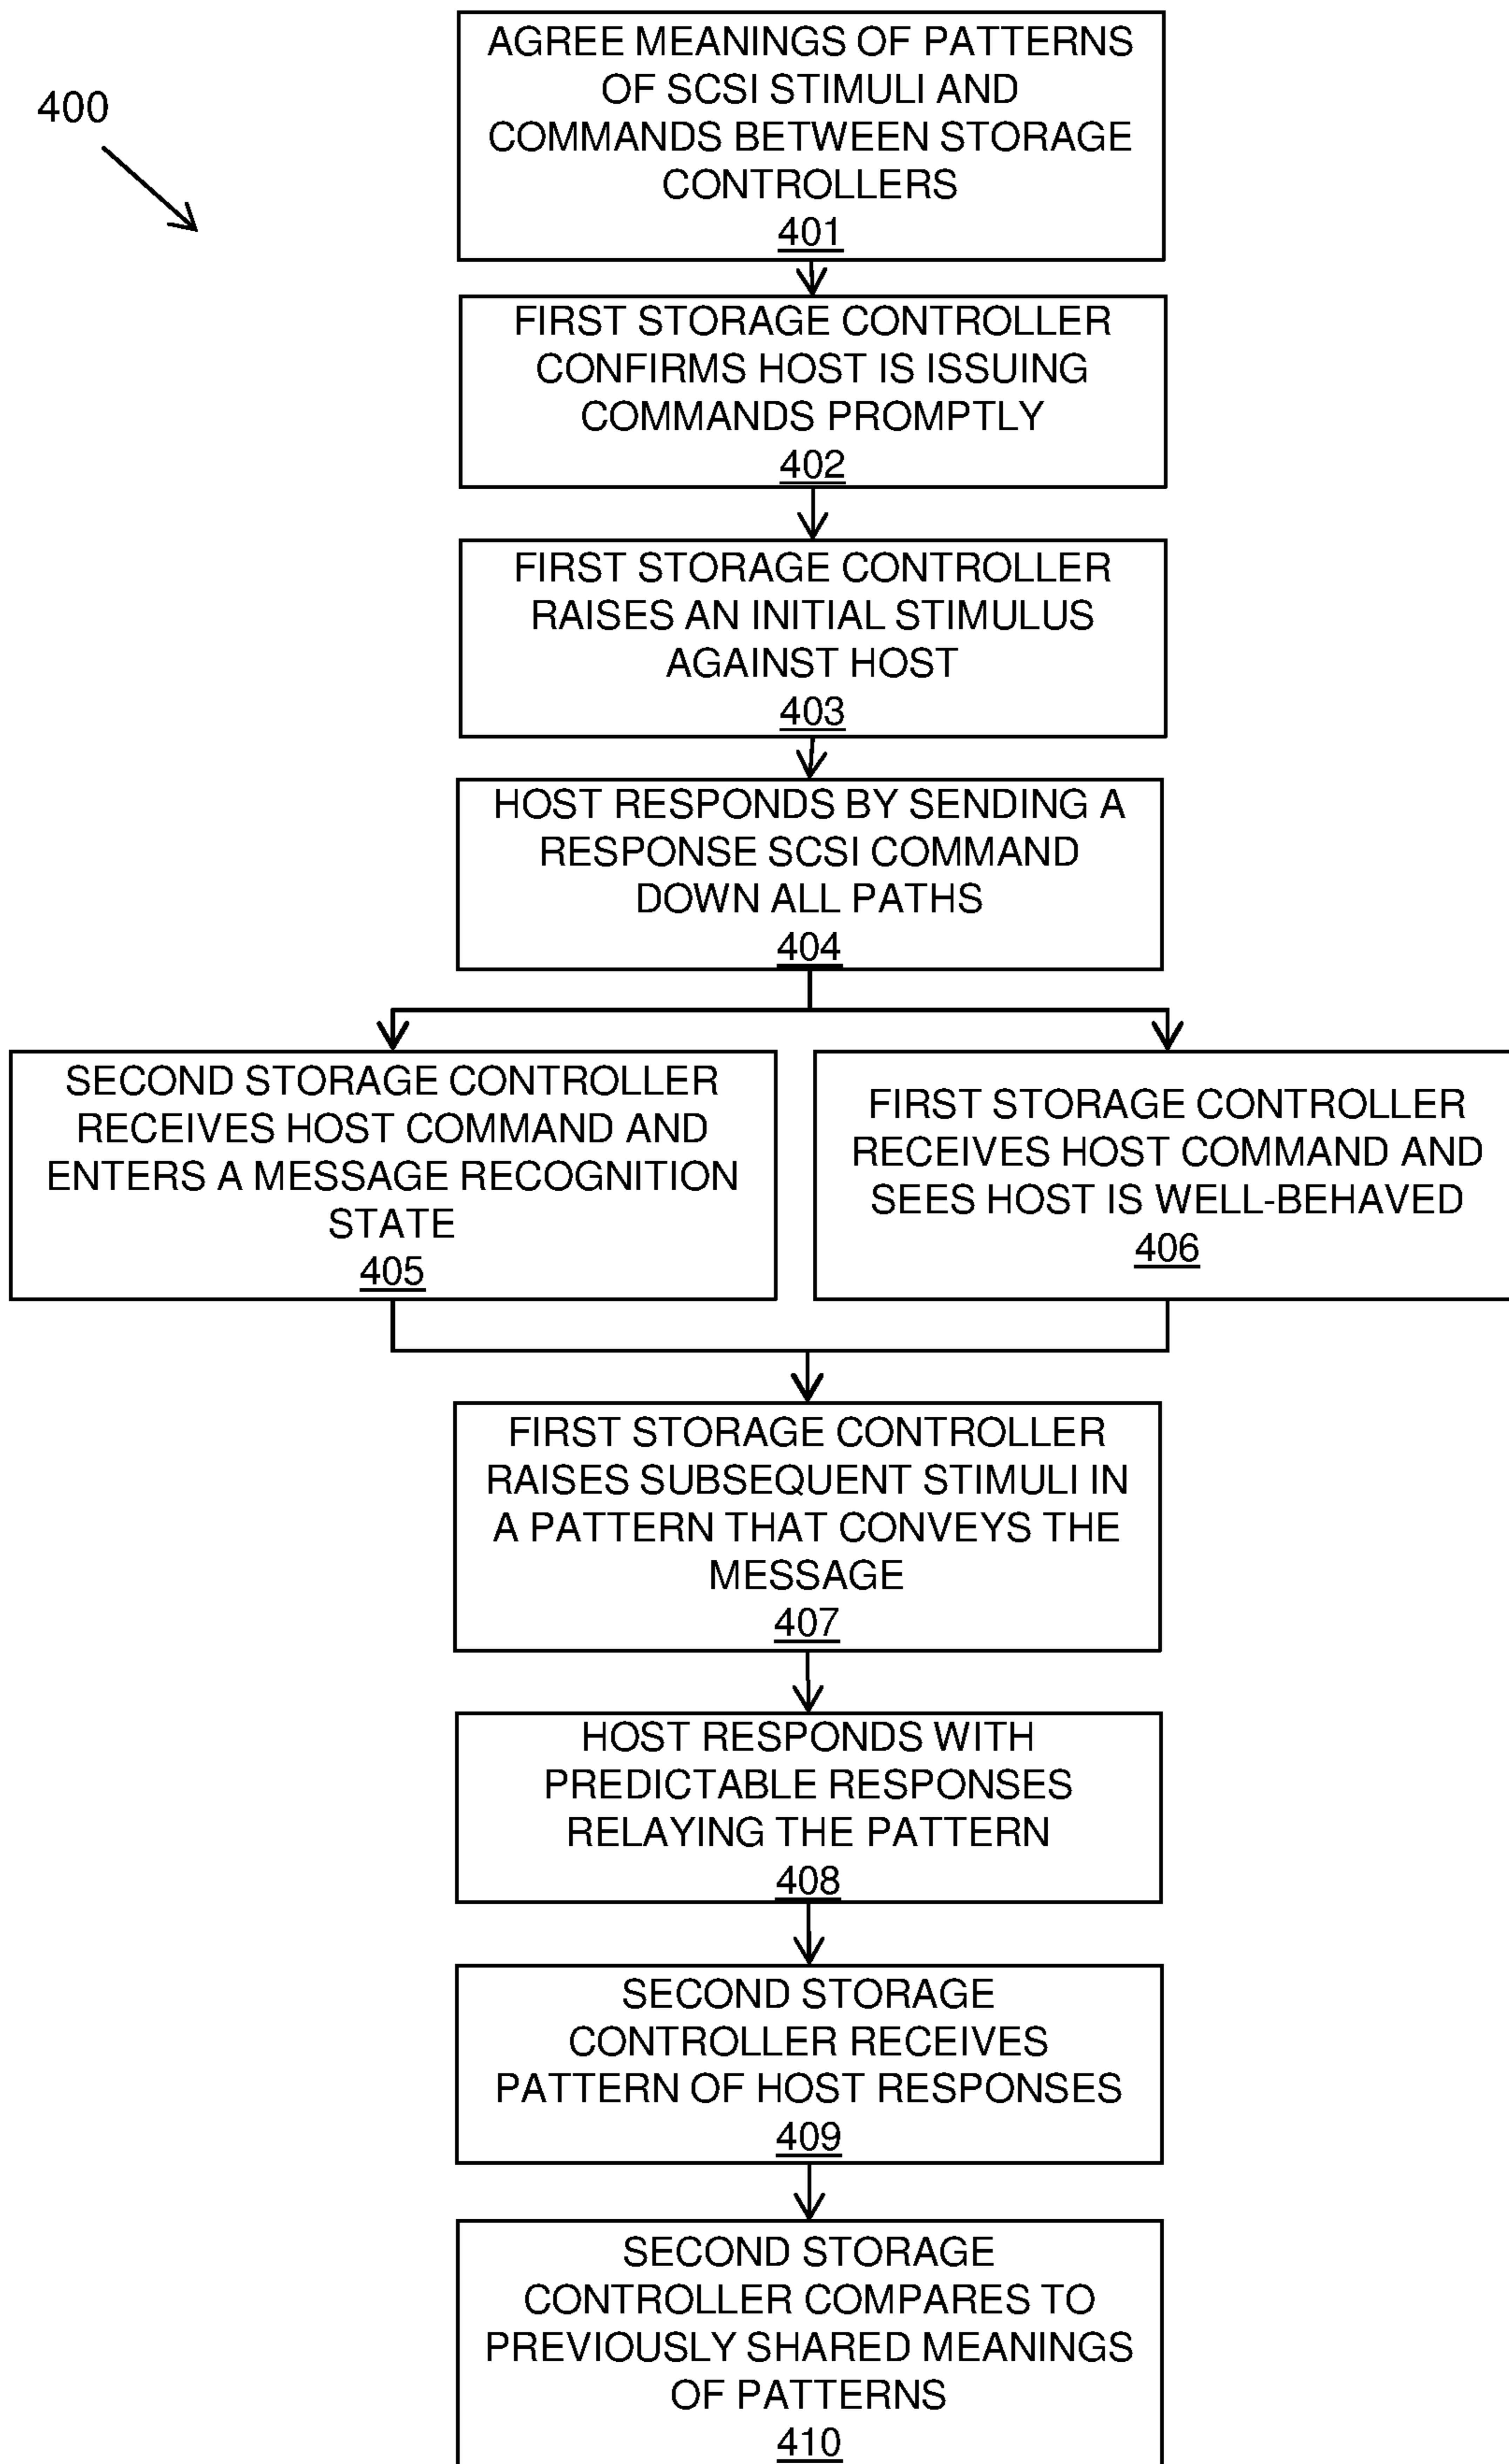 400
AGREE MEANINGS OF PATTERNS
OF SCSI STIMULI AND
COMMANDS BETWEEN STORAGE
CONTROLLERS
401
FIRST STORAGE CONTROLLER
CONFIRMS HOST IS ISSUING
COMMANDS PROMPTLY
402
FIRST STORAGE CONTROLLER
RAISES AN INITIAL STIMULUS
AGAINST HOST
403
HOST RESPONDS BY SENDING A
RESPONSE SCSI COMMAND
DOWN ALL PATHS
404
SECOND STORAGE CONTROLLER
RECEIVES HOST COMMAND AND
ENTERS A MESSAGE RECOGNITION
STATE
405
FIRST STORAGE CONTROLLER
RECEIVES HOST COMMAND AND
SEES HOST IS WELL-BEHAVED
406
FIRST STORAGE CONTROLLER
RAISES SUBSEQUENT STIMULI IN
A PATTERN THAT CONVEYS THE
MESSAGE
407
HOST RESPONDS WITH
PREDICTABLE RESPONSES
RELAYING THE PATTERN
408
SECOND STORAGE
CONTROLLER RECEIVES
PATTERN OF HOST RESPONSES
409
SECOND STORAGE
CONTROLLER COMPARES TO
PREVIOUSLY SHARED MEANINGS
OF PATTERNS
410